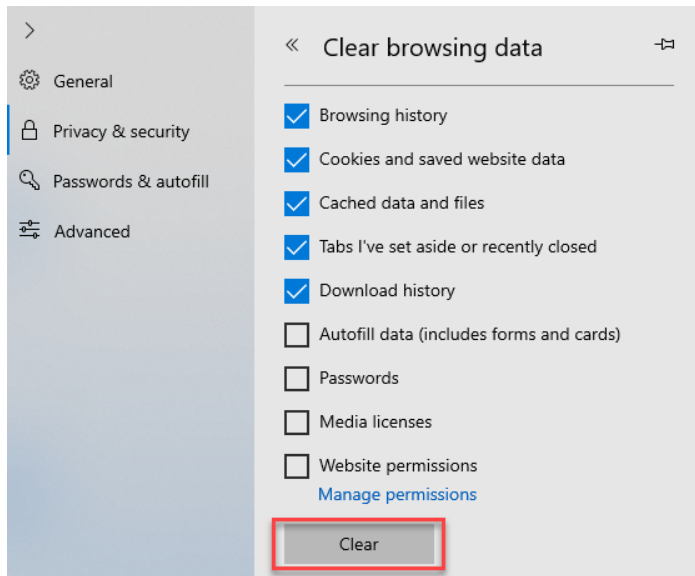 General
Privacy & security
Passwords & autofill
Advanced
Clear browsing data
Browsing history
Cookies and saved website data
Cached data and files
Tabs I've set aside or recently closed
Download history
Autofill data (includes forms and cards)
Passwords
Media licenses
Website permissions
Manage permissions
Clear